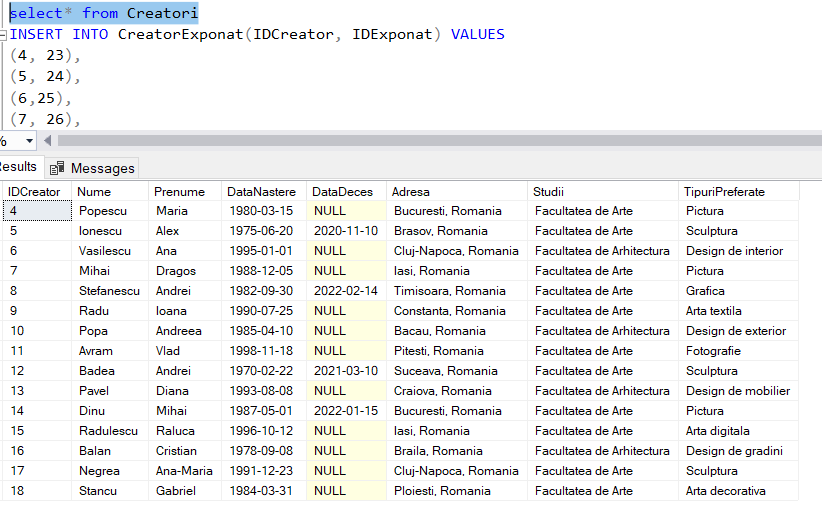 select* from Creatori
INSERT INTO CreatorExponat(IDCreator, IDExponat) VALUES
(4, 23),
(5, 24),
(6,25),
(7, 26),
%
Results Messages
IDCreator Nume Prenume DataNastere DataDeces Adresa Studii TipuriPreferate
4 Popescu Maria 1980-03-15 NULL Bucuresti, Romania Facultatea de Arte Pictura
5 Ionescu Alex 1975-06-20 2020-11-10 Brasov, Romania Facultatea de Arte Sculptura
6 Vasilescu Ana 1995-01-01 NULL Cluj-Napoca, Romania Facultatea de Arhitectura Design de interior
7 Mihai Dragos 1988-12-05 NULL Iasi, Romania Facultatea de Arte Pictura
8 Stefanescu Andrei 1982-09-30 2022-02-14 Timisoara, Romania Facultatea de Arte Grafica
9 Radu Ioana 1990-07-25 NULL Constanta, Romania Facultatea de Arte Arta textila
10 Popa Andreea 1985-04-10 NULL Bacau, Romania Facultatea de Arhitectura Design de exterior
11 Avram Vlad 1998-11-18 NULL Pitesti, Romania Facultatea de Arte Fotografie
12 Badea Andrei 1970-02-22 2021-03-10 Suceava, Romania Facultatea de Arte Sculptura
13 Pavel Diana 1993-08-08 NULL Craiova, Romania Facultatea de Arhitectura Design de mobilier
14 Dinu Mihai 1987-05-01 2022-01-15 Bucuresti, Romania Facultatea de Arte Pictura
15 Radulescu Raluca 1996-10-12 NULL Iasi, Romania Facultatea de Arte Arta digitala
16 Balan Cristian 1978-09-08 NULL Braila, Romania Facultatea de Arhitectura Design de gradini
17 Negrea Ana-Maria 1991-12-23 NULL Cluj-Napoca, Romania Facultatea de Arte Sculptura
18 Stancu Gabriel 1984-03-31 NULL Ploiesti, Romania Facultatea de Arte Arta decorativa